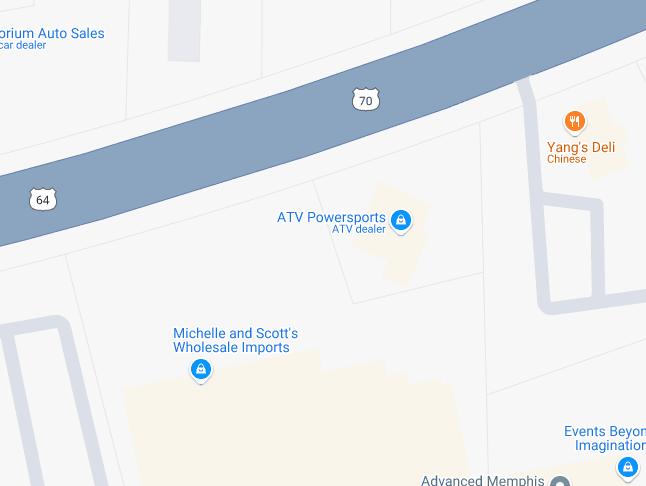 orium Auto Sales
car dealer
70
Yang's Deli
Chinese
64
ATV Powersports
ATV dealer
Michelle and Scott's
Wholesale Imports
Events Beyon
Imagination
Advanced Memphis